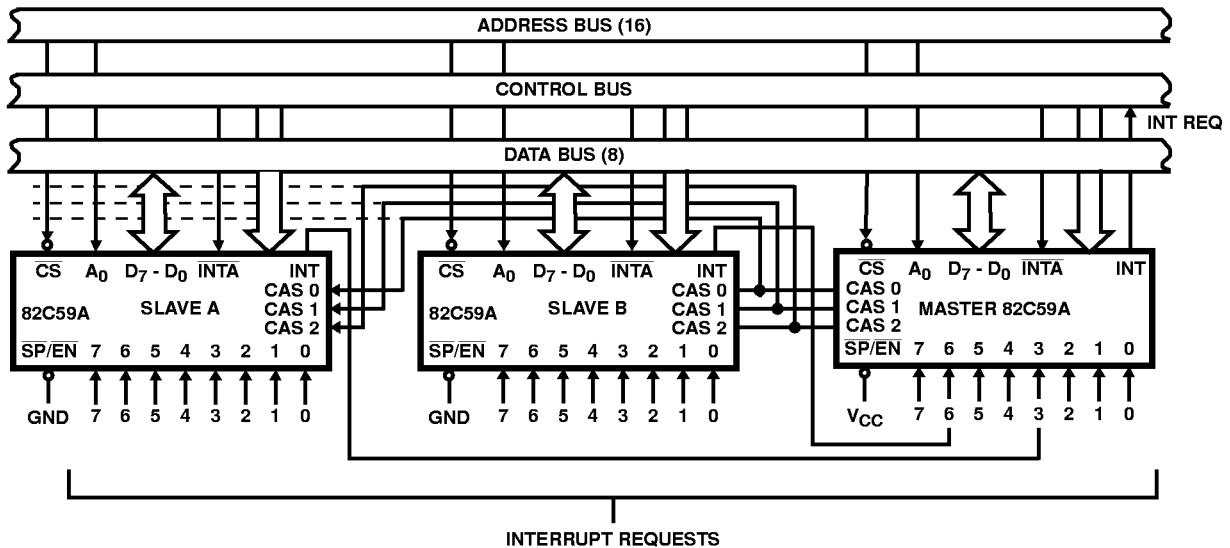 ADDRESS BUS (16)
CONTROL BUS
INT REQ
DATA BUS (8)
CS A0 D7 - D0 INTA INT
CAS 0
82C59A SLAVE A CAS 1
CAS 2
SP/EN 7 6 5 4 3 2 1 0
GND 7 6 5 4 3 2 1 0
CS A0 D7 - D0 INTA INT
CAS 0
82C59A SLAVE B CAS 1
CAS 2
SP/EN 7 6 5 4 3 2 1 0
GND 7 6 5 4 3 2 1 0
CS A0 D7 - D0 INTA INT
CAS 0
CAS 1 MASTER 82C59A
CAS 2
SP/EN 7 6 5 4 3 2 1 0
VCC 7 6 5 4 3 2 1 0
INTERRUPT REQUESTS